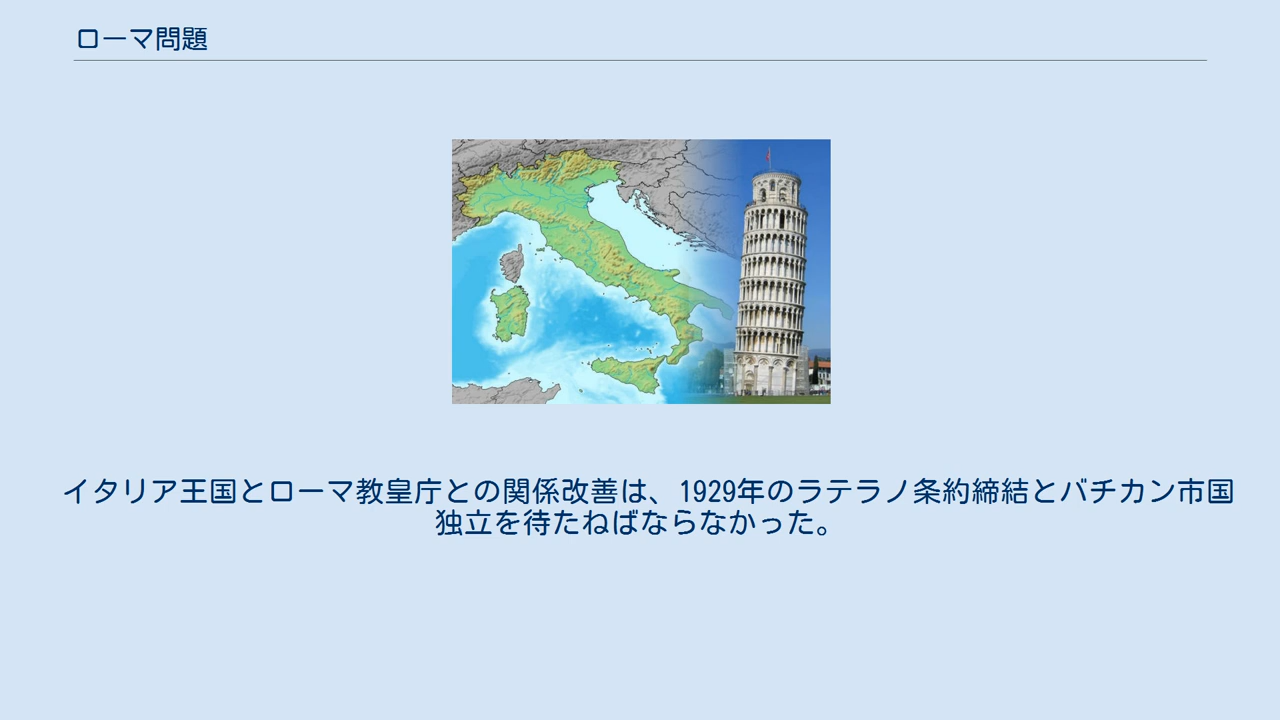 ローマ問題
イタリア王国とローマ教皇庁との関係改善は、1929年のラテラノ条約締結とバチカン市国
独立を待たねばならなかった。